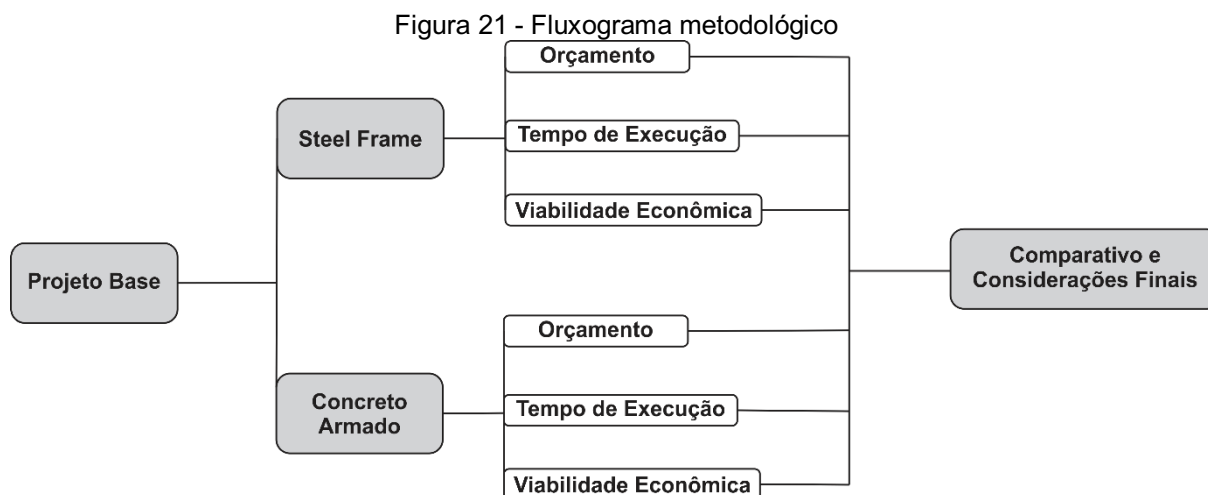 Figura 21 - Fluxograma metodológico
Orçamento
Steel Frame
Tempo de Execução
Viabilidade Econômica
Projeto Base
Comparativo e
Considerações Finais
Orçamento
Concreto
Armado
Tempo de Execução
Viabilidade Econômica